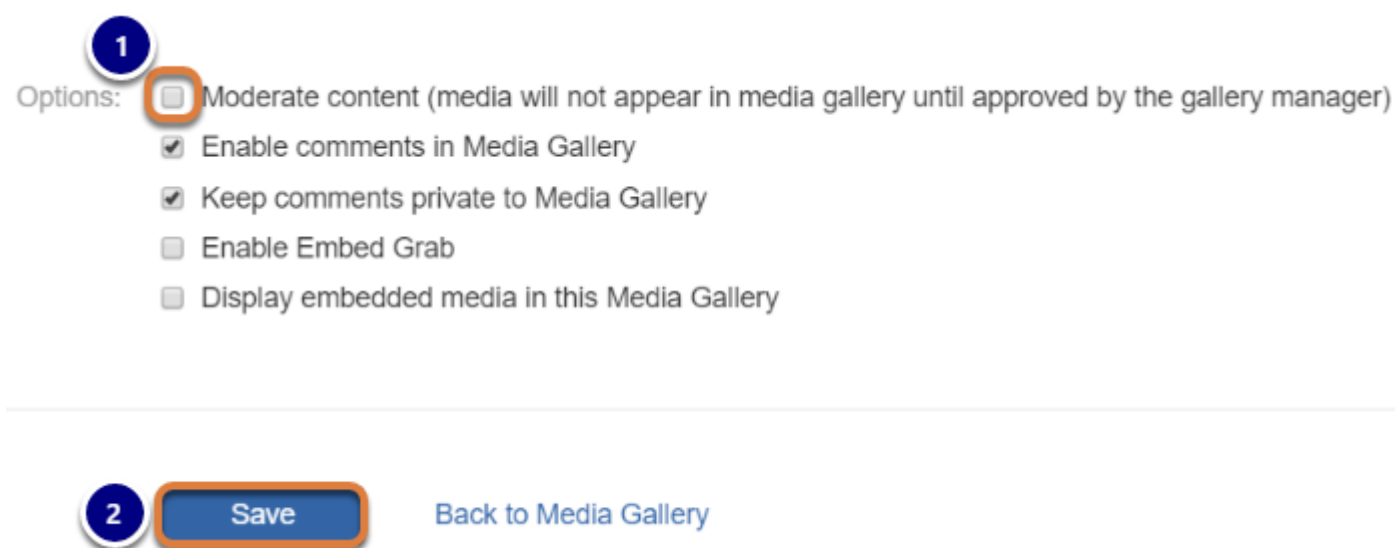 1
Options: Moderate content (media will not appear in media gallery until approved by the gallery manager)
Enable comments in Media Gallery
Keep comments private to Media Gallery
Enable Embed Grab
Display embedded media in this Media Gallery
2 Save Back to Media Gallery